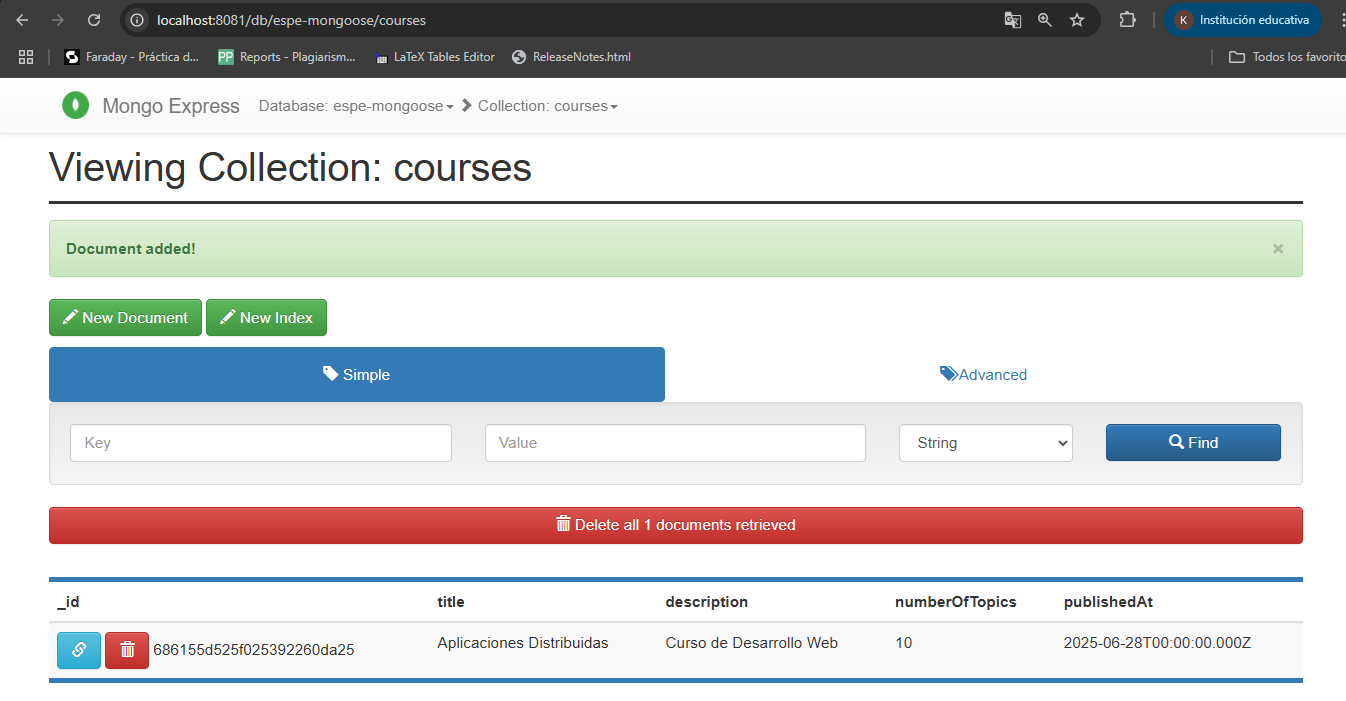 localhost:8081/db/espe-mongoose/courses
K Institución educativa
Faraday - Práctica d... PP Reports - Plagiarism... LaTeX Tables Editor ReleaseNotes.html Todos los favorito
Mongo Express Database: espe-mongoose Collection: courses
Viewing Collection: courses
Document added! ×
New Document New Index
Simple Advanced
Key Value String Find
Delete all 1 documents retrieved
_id title description numberOfTopics publishedAt
686155d525f025392260da25 Aplicaciones Distribuidas Curso de Desarrollo Web 10 2025-06-28T00:00:00.000Z